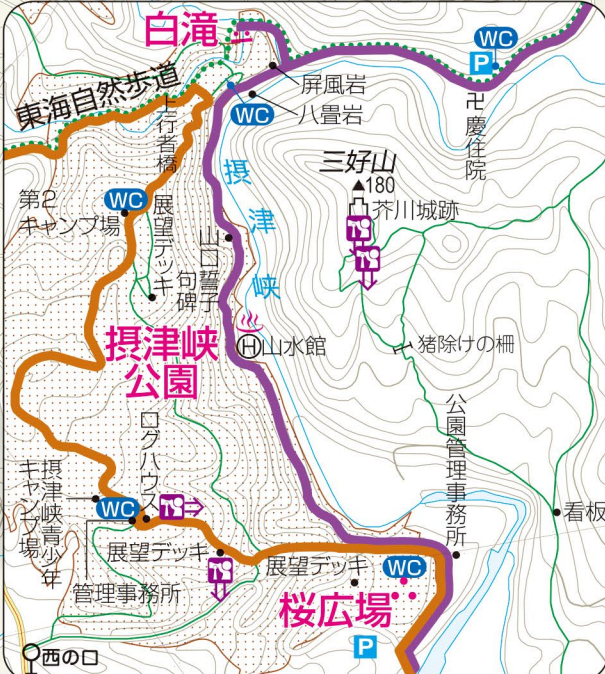 白滝
WC
P
屏風岩
八畳岩
WC
卍慶住院
東海自然歩道
上行者橋
三好山
▲180
芥川城跡
摂津峡
第2
キャンプ場
WC
展望デッキ
山口誓子
句碑
猪除けの柵
H山水館
摂津峡
公園
公園管理事務所
ログハウス
摂津峡青少年
キャンプ場
WC
看板
展望デッキ
展望デッキ
WC
管理事務所
桜広場
P
西の口